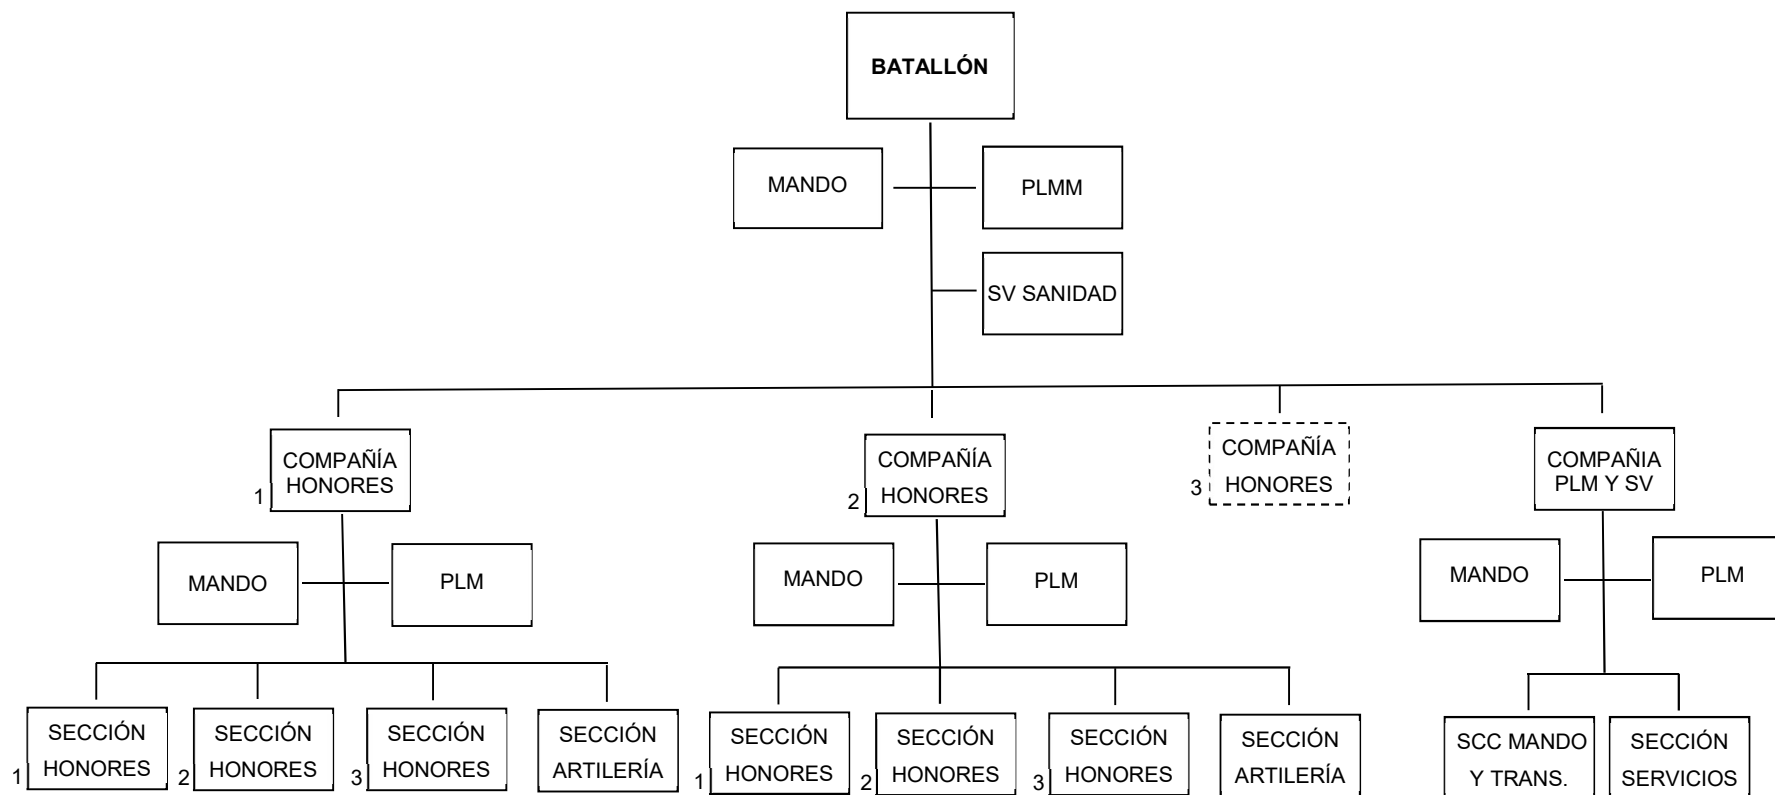 BATALLÓN
MANDO
PLMM
SV SANIDAD
COMPAÑÍA
HONORES
1
COMPAÑÍA
HONORES
2
COMPAÑÍA
HONORES
3
COMPAÑIA
PLM Y SV
MANDO
PLM
MANDO
PLM
MANDO
PLM
SECCIÓN
HONORES
1
SECCIÓN
HONORES
2
SECCIÓN
HONORES
3
SECCIÓN
ARTILERÍA
SECCIÓN
HONORES
1
SECCIÓN
HONORES
2
SECCIÓN
HONORES
3
SECCIÓN
ARTILERÍA
SCC MANDO
Y TRANS.
SECCIÓN
SERVICIOS